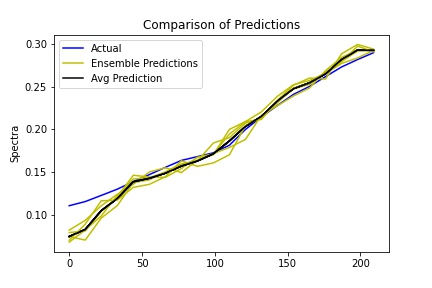 Comparison of Predictions
Actual
Ensemble Predictions
Avg Prediction
Spectra
0.30
0.25
0.20
0.15
0.10
0 50 100 150 200